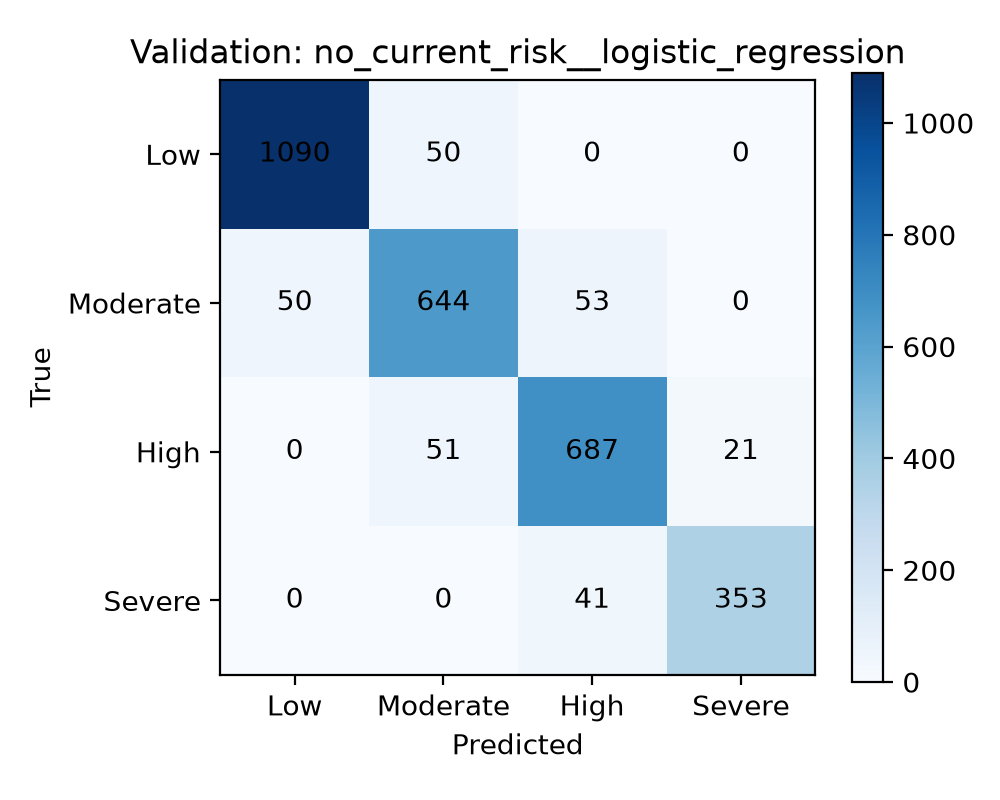 Validation: no_current_risk__logistic_regression
True
Low 1090 50 0 0
Moderate 50 644 53 0
High 0 51 687 21
Severe 0 0 41 353
Low Moderate High Severe
Predicted
1000
800
600
400
200
0